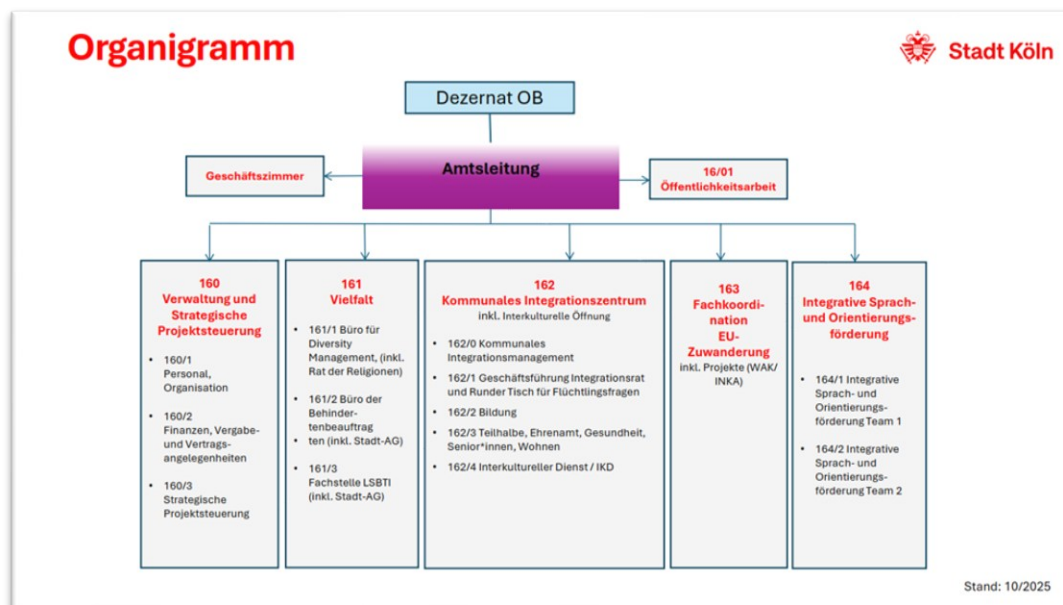 Organigramm
Stadt Köln
Dezernat OB
Amtsleitung
Geschäftszimmer
16/01
Öffentlichkeitsarbeit
160
Verwaltung und
Strategische
Projektsteuerung
• 160/1
Personal,
Organisation
• 160/2
Finanzen, Vergabe-
und Vertrags-
angelegenheiten
• 160/3
Strategische
Projektsteuerung
161
Vielfalt
• 161/1 Büro für
Diversity
Management, (inkl.
Rat der Religionen)
• 161/2 Büro der
Behinder-
tenbeauftrag
• ten (inkl. Stadt-AG)
• 161/3
Fachstelle LSBTI
(inkl. Stadt-AG)
162
Kommunales Integrationszentrum
inkl. Interkulturelle Öffnung
• 162/0 Kommunales
Integrationsmanagement
• 162/1 Geschäftsführung Integrationsrat
und Runder Tisch für Flüchtlingsfragen
• 162/2 Bildung
• 162/3 Teilhalbe, Ehrenamt, Gesundheit,
Senior*innen, Wohnen
• 162/4 Interkultureller Dienst / IKD
163
Fachkoordi-
nation
EU-
Zuwanderung
inkl. Projekte (WAK/
INKA)
164
Integrative Sprach-
und Orientierungs-
förderung
• 164/1 Integrative
Sprach- und
Orientierungs-
förderung Team 1
• 164/2 Integrative
Sprach- und
Orientierungs-
förderung Team 2
Stand: 10/2025